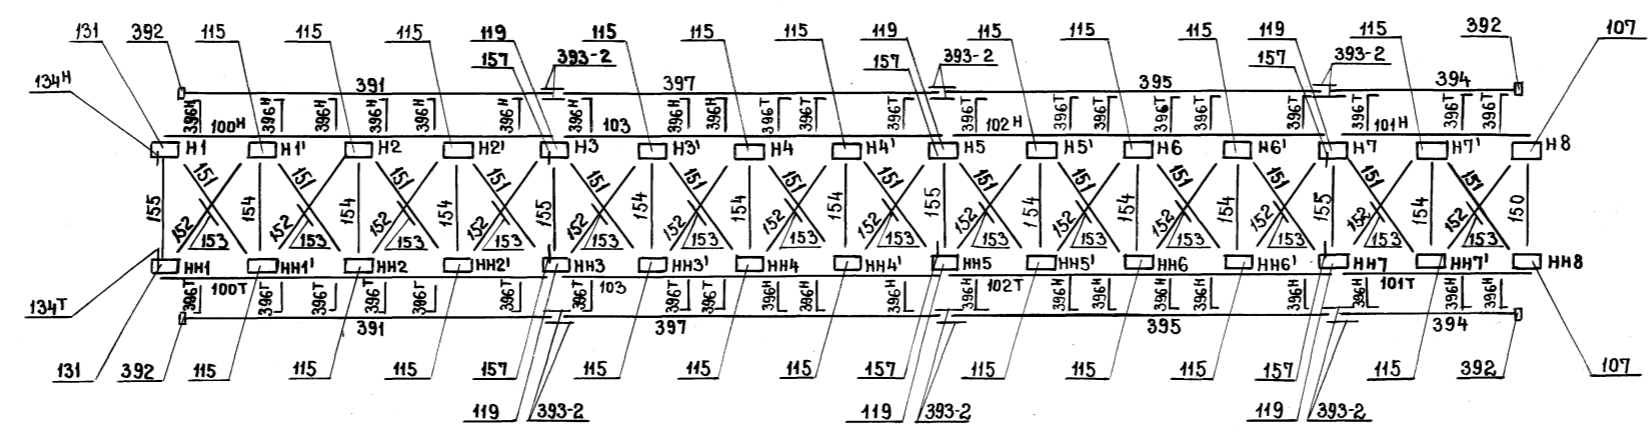 131 392 115 115 115 119 115 115 115 119 115 115 115 119 115 392 107
157 393-2 157 393-2 157 393-2
134Н 391 397 395 394
396Н 396Н 396Н 396Н 396Н 396Н 396Н 396Н 396Н 396Т 396Т 396Т 396Т 396Т 396Т 396Т 396Т 396Т 396Т 396Т
100Н 103 102Н 101Н
Н1 Н1' Н2 Н2' Н3 Н3' Н4 Н4' Н5 Н5' Н6 Н6' Н7 Н7' Н8
151 151 151 151 151 151 151 151 151 151 151 151 151 151
155 154 154 154 155 154 154 154 155 154 154 154 155 154 150
152 152 152 152 152 152 152 152 152 152 152 152 152 152
153 153 153 153 153 153 153 153 153 153 153 153 153 153
НН1 НН1' НН2 НН2' НН3 НН3' НН4 НН4' НН5 НН5' НН6 НН6' НН7 НН7' НН8
100Т 103 102Т 101Т
396Т 396Т 396Т 396Т 396Т 396Т 396Т 396Т 396Т 396Н 396Н 396Н 396Н 396Н 396Н 396Н 396Н 396Н 396Н 396Н
134Т 391 397 395 394
131 392 115 115 115 157 115 115 115 157 115 115 115 157 115 392 107
119 393-2 119 393-2 119 393-2